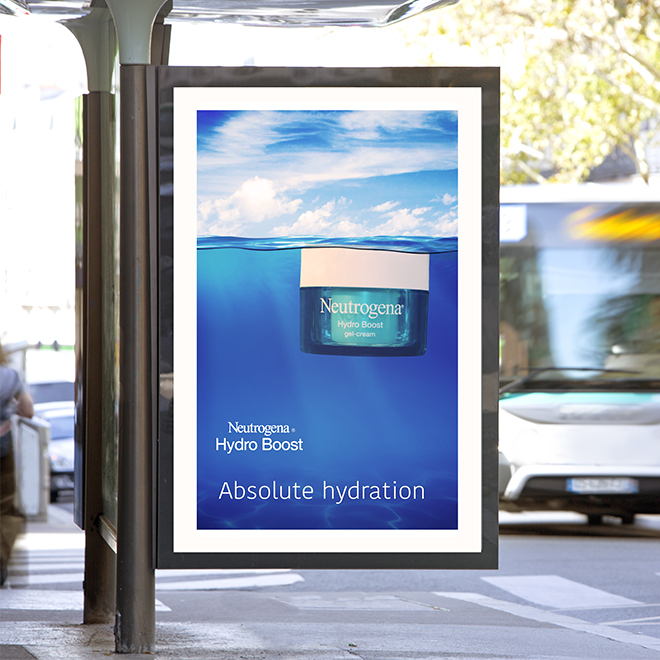 Neutrogena®
Hydro Boost
gel-cream
Neutrogena®
Hydro Boost
Absolute hydration